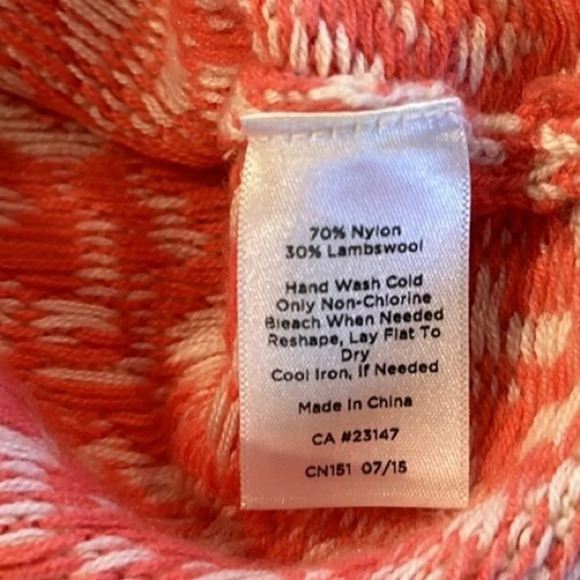 70% Nylon
30% Lambswool
Hand Wash Cold
Only Non-Chlorine
Bleach When Needed
Reshape, Lay Flat To
Dry
Cool Iron, If Needed
Made In China
CA #23147
CN151 07/15